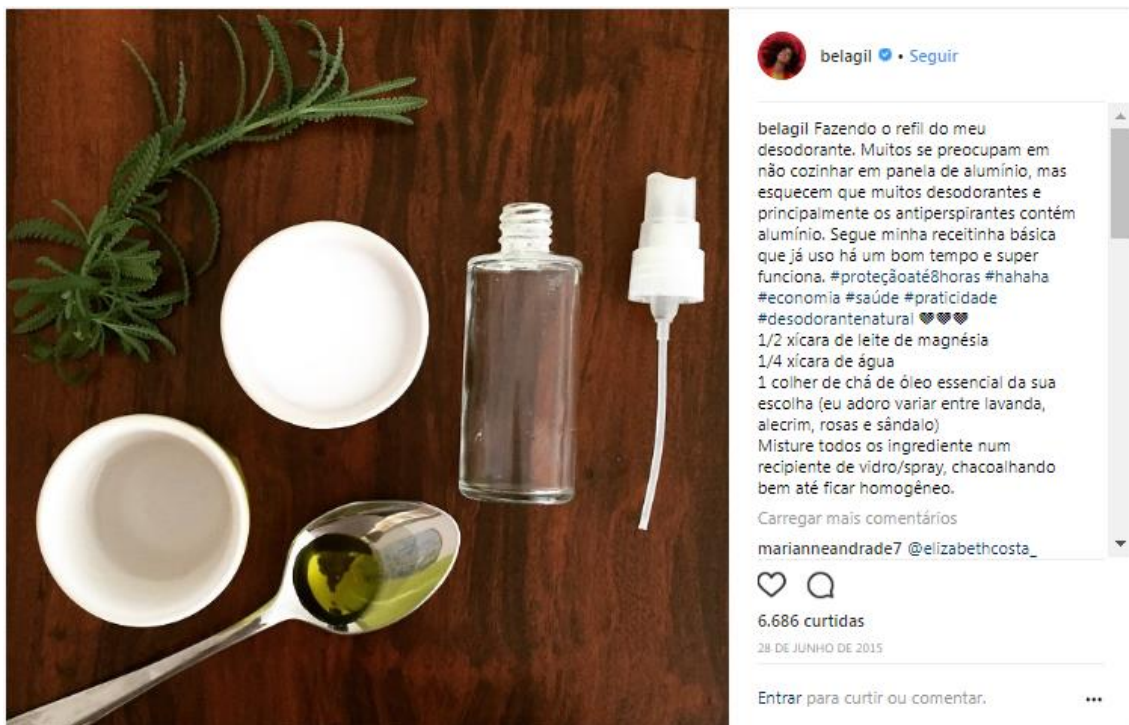 belagil • Seguir
belagil Fazendo o refil do meu
desodorante. Muitos se preocupam em
não cozinhar em panela de alumínio, mas
esquecem que muitos desodorantes e
principalmente os antiperspirantes contém
alumínio. Segue minha receitinha básica
que já uso há um bom tempo e super
funciona. #proteçãoaté8horas #hahaha
#economia #saúde #praticidade
#desodorantenatural 🖤🖤🖤
1/2 xícara de leite de magnésia
1/4 xícara de água
1 colher de chá de óleo essencial da sua
escolha (eu adoro variar entre lavanda,
alecrim, rosas e sândalo)
Misture todos os ingrediente num
recipiente de vidro/spray, chacoalhando
bem até ficar homogêneo.
Carregar mais comentários
marianneandrade7 @elizabethcosta_
6.686 curtidas
28 DE JUNHO DE 2015
Entrar para curtir ou comentar.